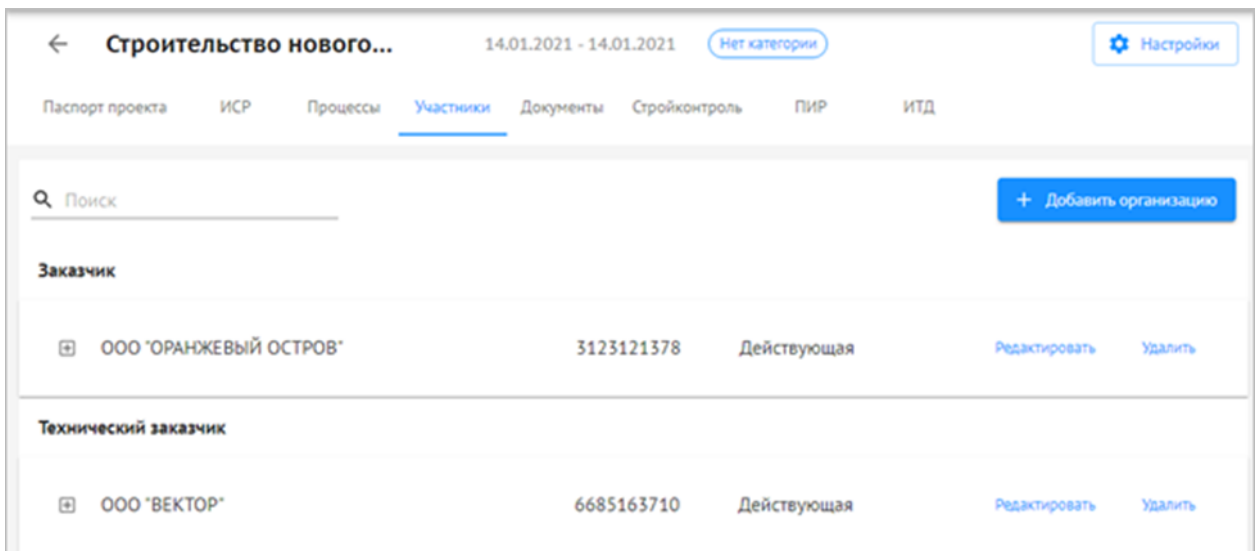 Строительство нового... 14.01.2021 - 14.01.2021 Нет категории Настройки
Паспорт проекта ИСР Процессы Участники Документы Стройконтроль ПИР ИТД
Поиск + Добавить организацию
Заказчик
ООО "ОРАНЖЕВЫЙ ОСТРОВ" 3123121378 Действующая Редактировать Удалить
Технический заказчик
ООО "ВЕКТОР" 6685163710 Действующая Редактировать Удалить